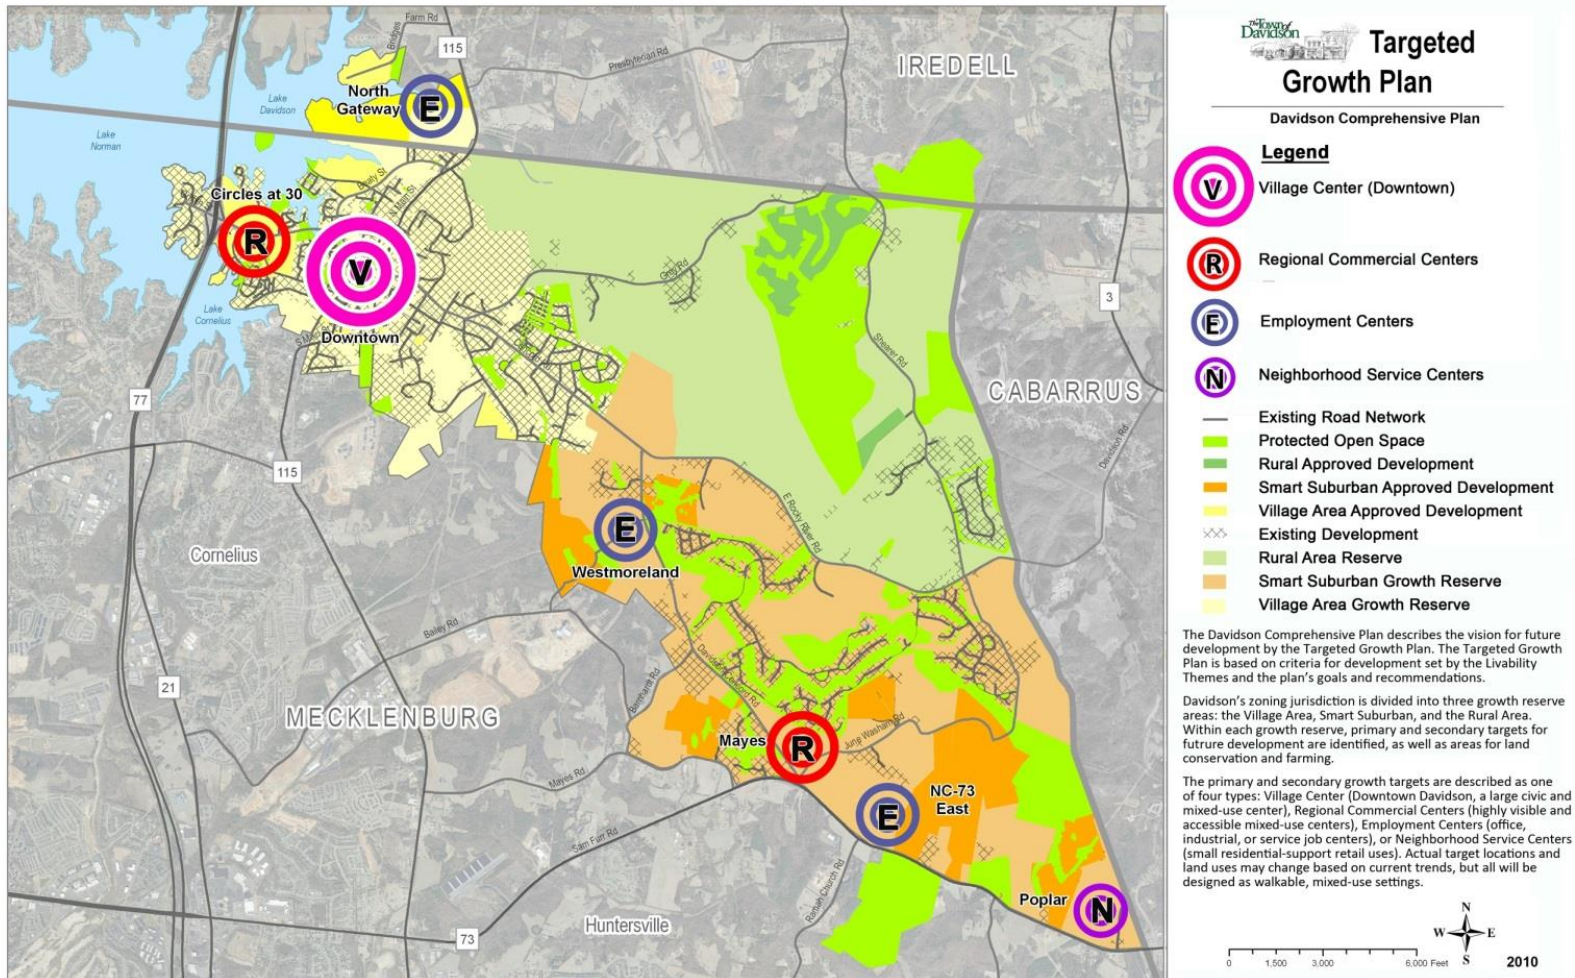 The Town of
Davidson
Targeted
Growth Plan
Davidson Comprehensive Plan
Legend
V
Village Center (Downtown)
R
Regional Commercial Centers
E
Employment Centers
N
Neighborhood Service Centers
Existing Road Network
Protected Open Space
Rural Approved Development
Smart Suburban Approved Development
Village Area Approved Development
Existing Development
Rural Area Reserve
Smart Suburban Growth Reserve
Village Area Growth Reserve
The Davidson Comprehensive Plan describes the vision for future
development by the Targeted Growth Plan. The Targeted Growth
Plan is based on criteria for development set by the Livability
Themes and the plan's goals and recommendations.
Davidson's zoning jurisdiction is divided into three growth reserve
areas: the Village Area, Smart Suburban, and the Rural Area.
Within each growth reserve, primary and secondary targets for
futrure development are identified, as well as areas for land
conservation and farming.
The primary and secondary growth targets are described as one
of four types: Village Center (Downtown Davidson, a large civic and
mixed-use center), Regional Commercial Centers (highly visible and
accessible mixed-use centers), Employment Centers (office,
industrial, or service job centers), or Neighborhood Service Centers
(small residential-support retail uses). Actual target locations and
land uses may change based on current trends, but all will be
designed as walkable, mixed-use settings.
N
W E
S
0 1,500 3,000 6,000 Feet
2010
Farm Rd
Bridges
115
Presbyterian Rd
IREDELL
North
Gateway
E
Lake
Davidson
Lake
Norman
Beaty St
Main St
Circles at 30
R
V
Downtown
Lake
Cornelius
Grey Rd
3
Shearer Rd
CABARRUS
77
Davidson Rd
115
E Rocky River Rd
E
Westmoreland
Cornelius
Bailey Rd
21
MECKLENBURG
Davidson Concord Rd
Bernhardt Rd
Mayes
R
June Washam Rd
Mayes Rd
NC-73
East
E
Sam Furr Rd
Ramah Church Rd
Poplar
N
Huntersville
73